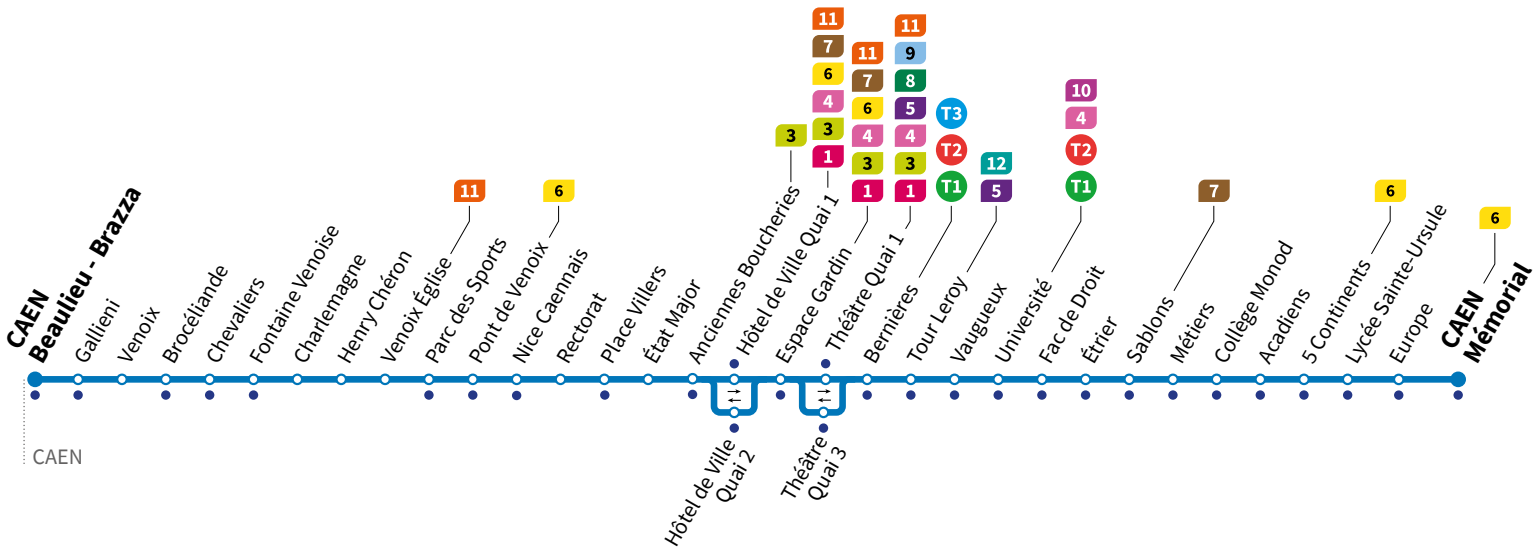 CAEN
Beaulieu - Brazza
Gallieni
Venoix
Brocéliande
Chevaliers
Fontaine Venoise
Charlemagne
Henry Chéron
Venoix Église
11
Parc des Sports
Pont de Venoix
6
Nice Caennais
Rectorat
Place Villers
État Major
Anciennes Boucheries
3
Hôtel de Ville Quai 1
11
7
6
4
3
1
Espace Gardin
11
7
6
4
3
1
Théâtre Quai 1
11
9
8
5
4
3
1
Bernières
T3
T2
T1
Tour Leroy
12
5
Vaugueux
Université
10
4
T2
T1
Fac de Droit
Étrier
Sablons
7
Métiers
Collège Monod
Acadiens
5 Continents
6
Lycée Sainte-Ursule
Europe
CAEN
Mémorial
6
Hôtel de Ville
Quai 2
Théâtre
Quai 3
CAEN